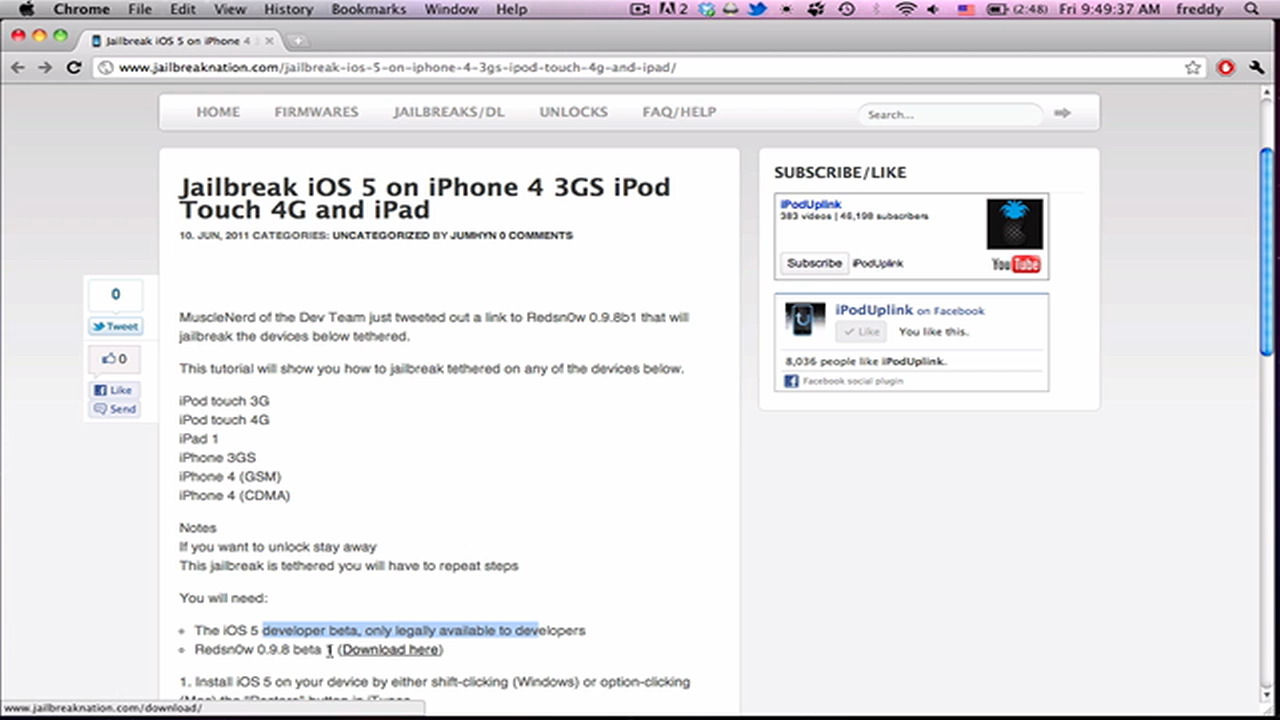 Chrome File Edit View History Bookmarks Window Help 2 (2:48) Fri 9:49:37 AM freddy
Jailbreak iOS 5 on iPhone 4
www.jailbreaknation.com/jailbreak-ios-5-on-iphone-4-3gs-ipod-touch-4g-and-ipad/
HOME FIRMWARES JAILBREAKS/DL UNLOCKS FAQ/HELP Search...
Jailbreak iOS 5 on iPhone 4 3GS iPod
Touch 4G and iPad
10. JUN, 2011 CATEGORIES: UNCATEGORIZED BY JUMHYN 0 COMMENTS
0
Tweet
0
Like
Send
MuscleNerd of the Dev Team just tweeted out a link to Redsn0w 0.9.8b1 that will
jailbreak the devices below tethered.
This tutorial will show you how to jailbreak tethered on any of the devices below.
iPod touch 3G
iPod touch 4G
iPad 1
iPhone 3GS
iPhone 4 (GSM)
iPhone 4 (CDMA)
Notes
If you want to unlock stay away
This jailbreak is tethered you will have to repeat steps
You will need:
The iOS 5 developer beta, only legally available to developers
Redsn0w 0.9.8 beta 1 (Download here)
1. Install iOS 5 on your device by either shift-clicking (Windows) or option-clicking
(Mac) the "Restore" button in iTunes
SUBSCRIBE/LIKE
iPodUplink
383 videos | 46,198 subscribers
Subscribe iPodUplink
YouTube
iPodUplink on Facebook
Like You like this.
8,036 people like iPodUplink.
Facebook social plugin
www.jailbreaknation.com/download/